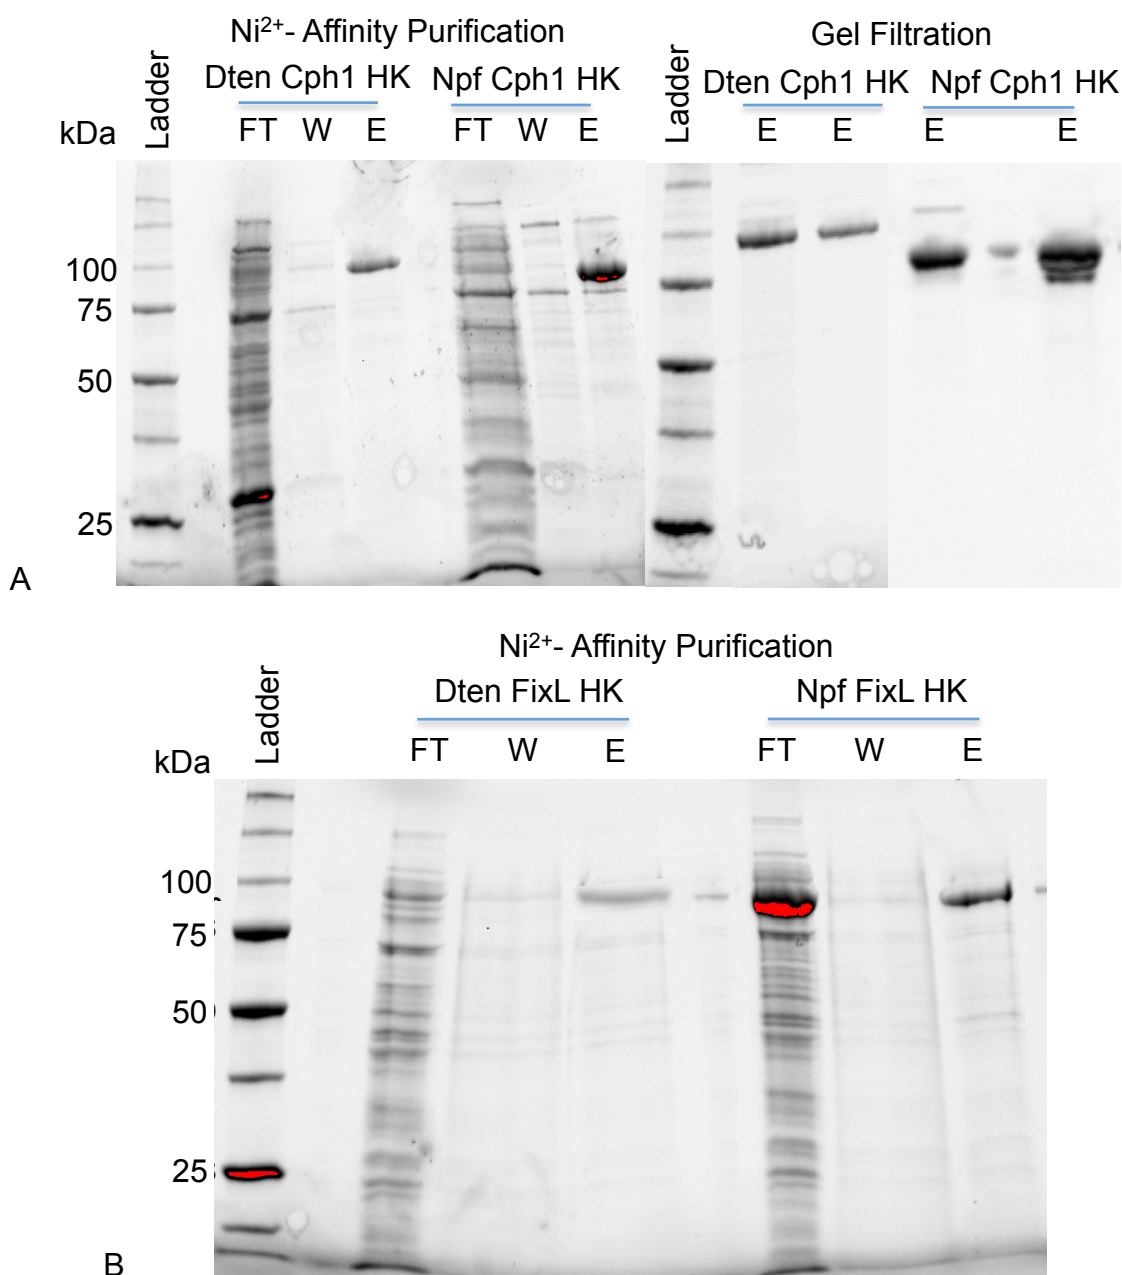 Ni2+- Affinity Purification
Dten Cph1 HK Npf Cph1 HK
kDa Ladder FT W E FT W E
Gel Filtration
Ladder Dten Cph1 HK Npf Cph1 HK
E E E E
100
75
50
25
A
Ni2+- Affinity Purification
Dten FixL HK Npf FixL HK
kDa Ladder FT W E FT W E
100
75
50
25
B